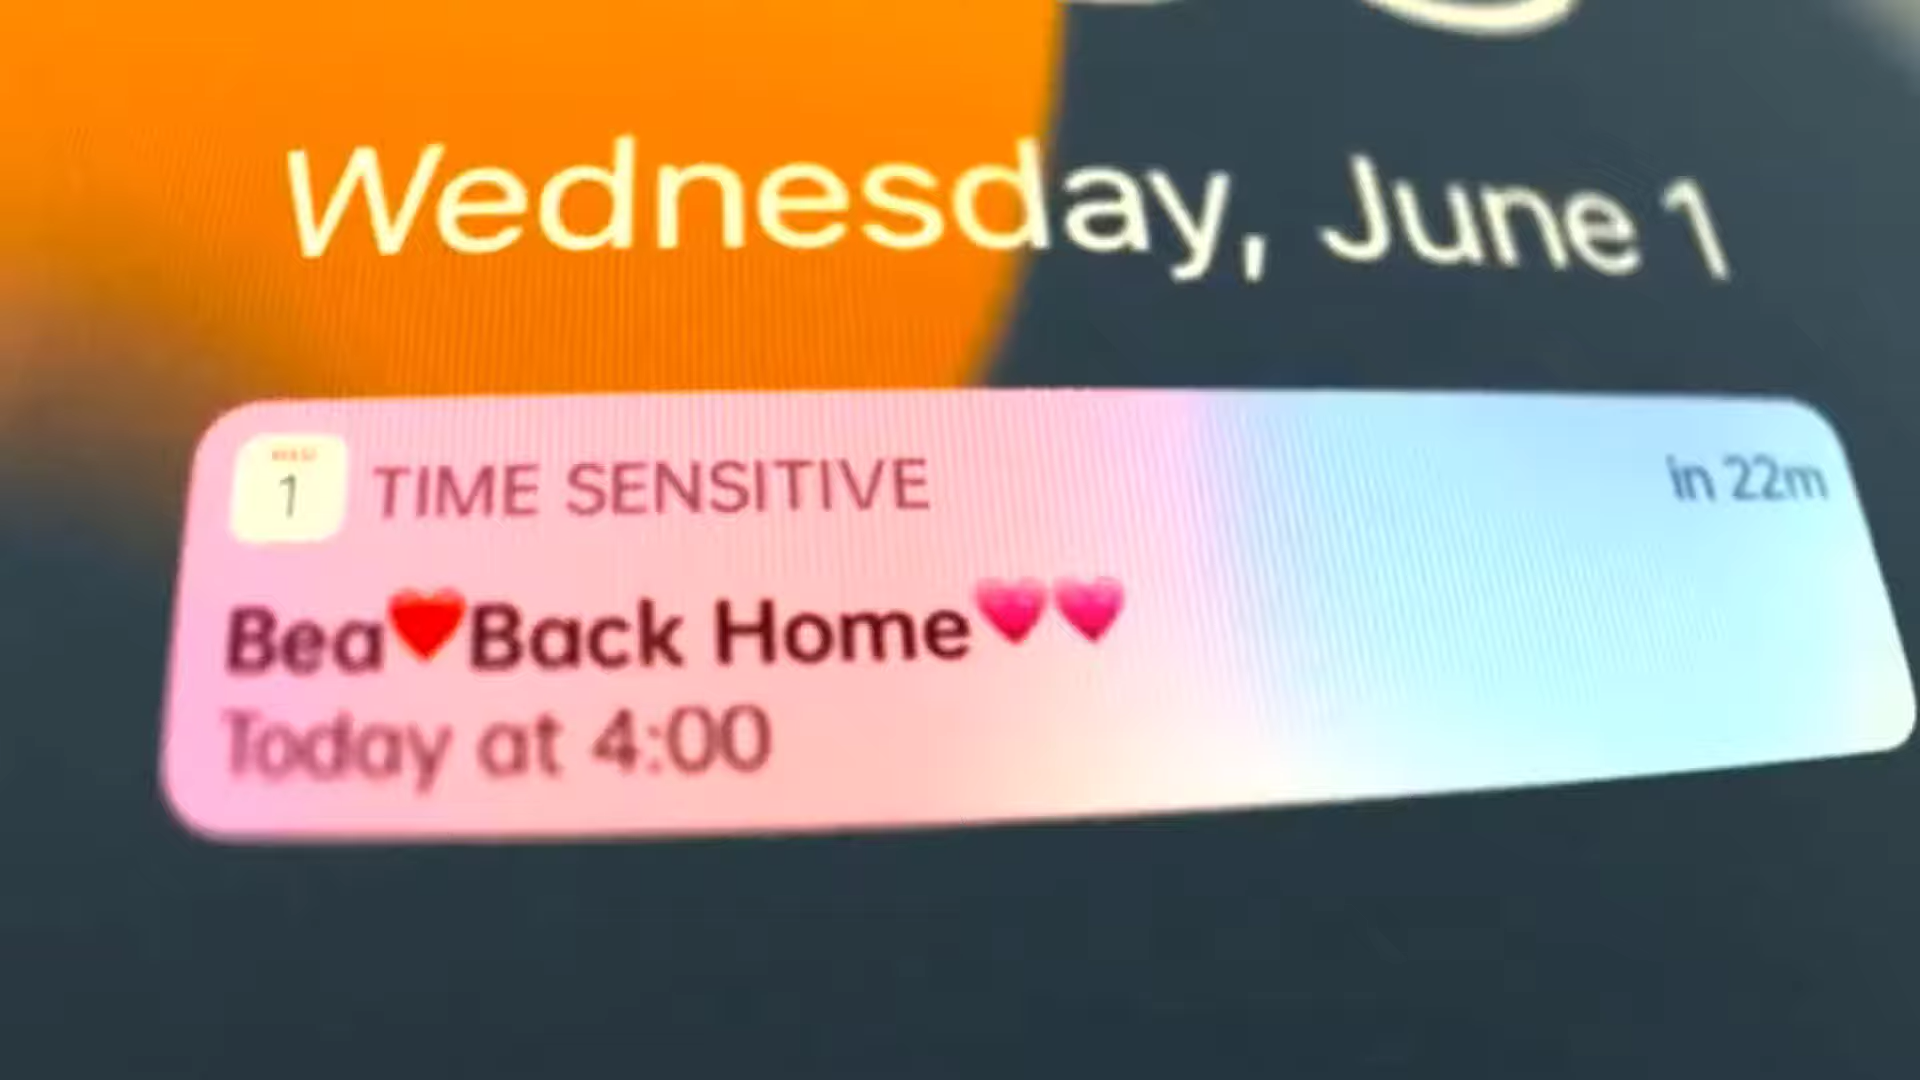 Wednesday, June 1
1
TIME SENSITIVE
in 22m
Bea❤️Back Home💗💗
Today at 4:00